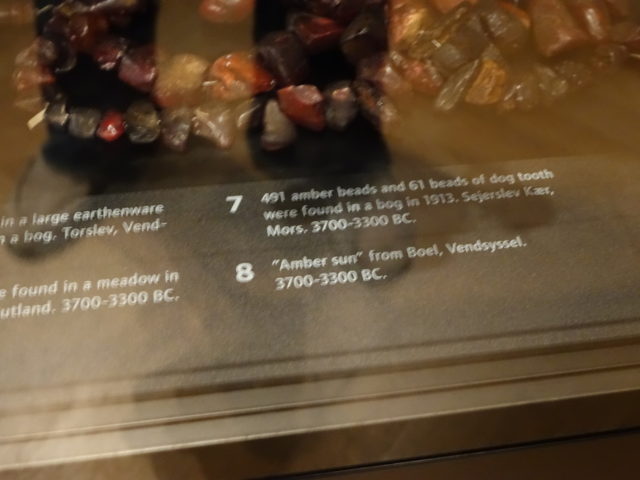 in a large earthenware
a bog. Torslev, Vend-
found in a meadow in
utland. 3700-3300 BC.
7 491 amber beads and 61 beads of dog tooth
were found in a bog in 1913. Sejerslev Kær,
Mors. 3700-3300 BC.
8 "Amber sun" from Boel, Vendsyssel.
3700-3300 BC.